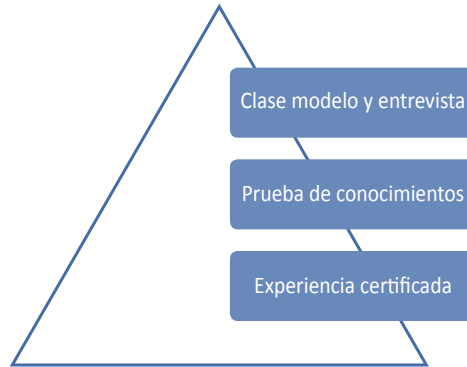 Clase modelo y entrevista
Prueba de conocimientos
Experiencia certificada